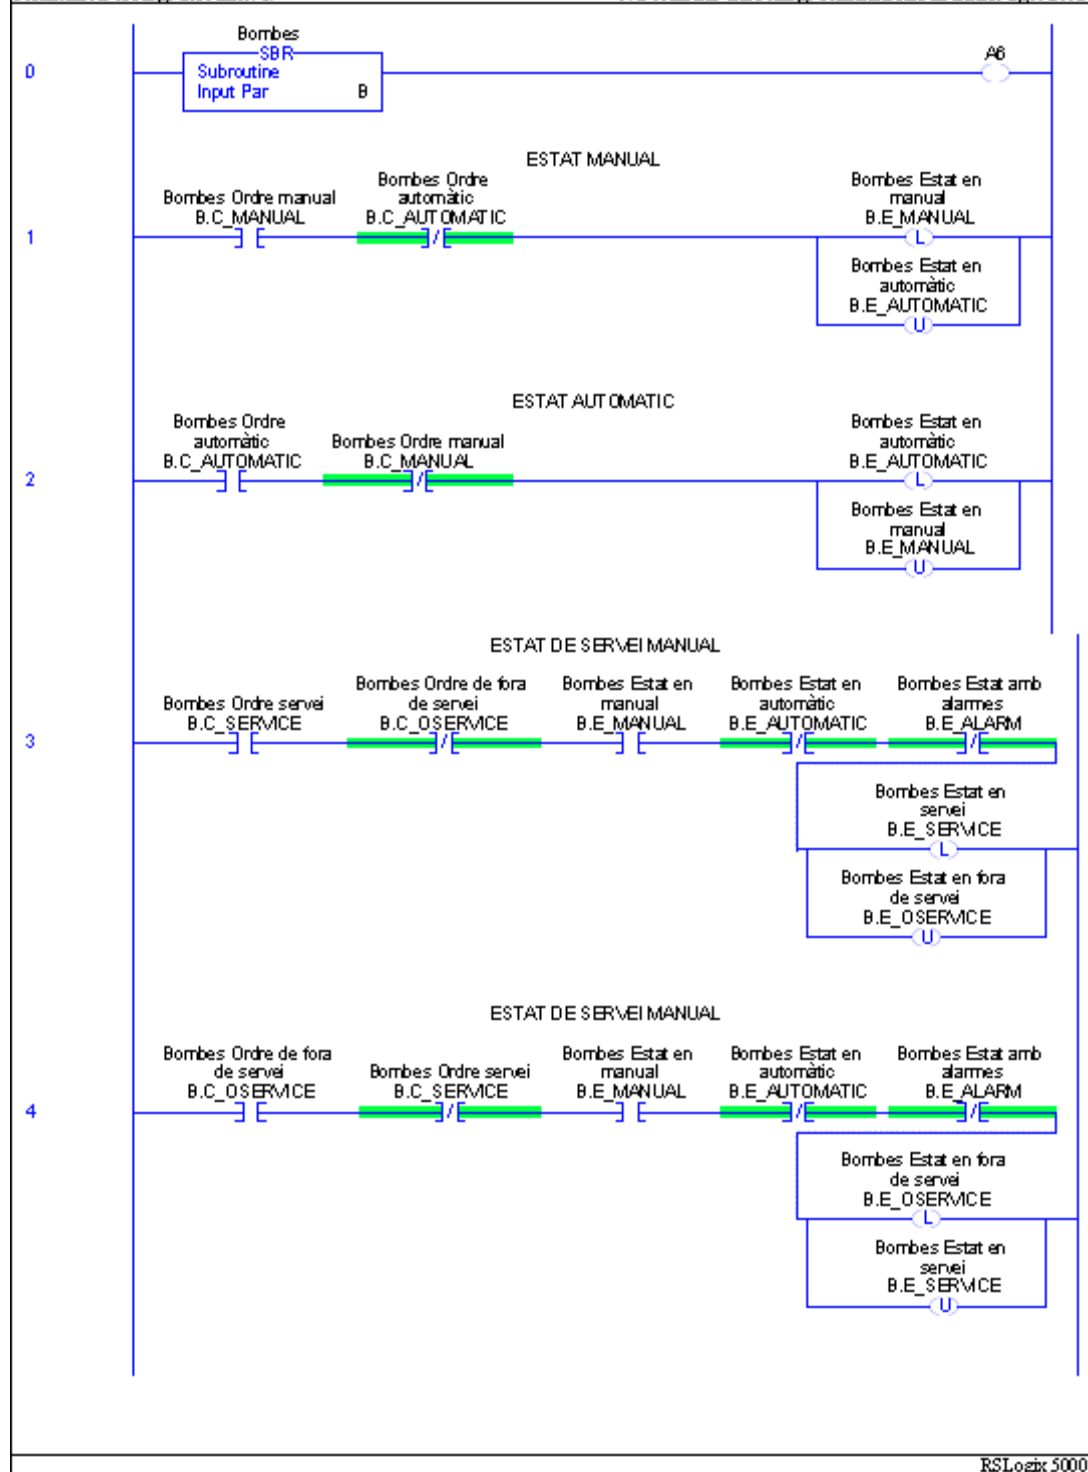 Bombes
SBR
Subroutine
Input Par B
A6
0
ESTAT MANUAL
Bombes Ordre manual
B.C_MANUAL
Bombes Ordre
automàtic
B.C_AUTOMATIC
Bombes Estat en
manual
B.E_MANUAL
L
1
Bombes Estat en
automàtic
B.E_AUTOMATIC
U
ESTAT AUTOMATIC
Bombes Ordre
automàtic
B.C_AUTOMATIC
Bombes Ordre manual
B.C_MANUAL
Bombes Estat en
automàtic
B.E_AUTOMATIC
L
2
Bombes Estat en
manual
B.E_MANUAL
U
ESTAT DE SERVEI MANUAL
Bombes Ordre servei
B.C_SERVICE
Bombes Ordre de fora
de servei
B.C_OSERVICE
Bombes Estat en
manual
B.E_MANUAL
Bombes Estat en
automàtic
B.E_AUTOMATIC
Bombes Estat amb
alarmes
B.E_ALARM
3
Bombes Estat en
servei
B.E_SERVICE
L
Bombes Estat en fora
de servei
B.E_OSERVICE
U
ESTAT DE SERVEI MANUAL
Bombes Ordre de fora
de servei
B.C_OSERVICE
Bombes Ordre servei
B.C_SERVICE
Bombes Estat en
manual
B.E_MANUAL
Bombes Estat en
automàtic
B.E_AUTOMATIC
Bombes Estat amb
alarmes
B.E_ALARM
4
Bombes Estat en fora
de servei
B.E_OSERVICE
L
Bombes Estat en
servei
B.E_SERVICE
U
RSLogix 5000